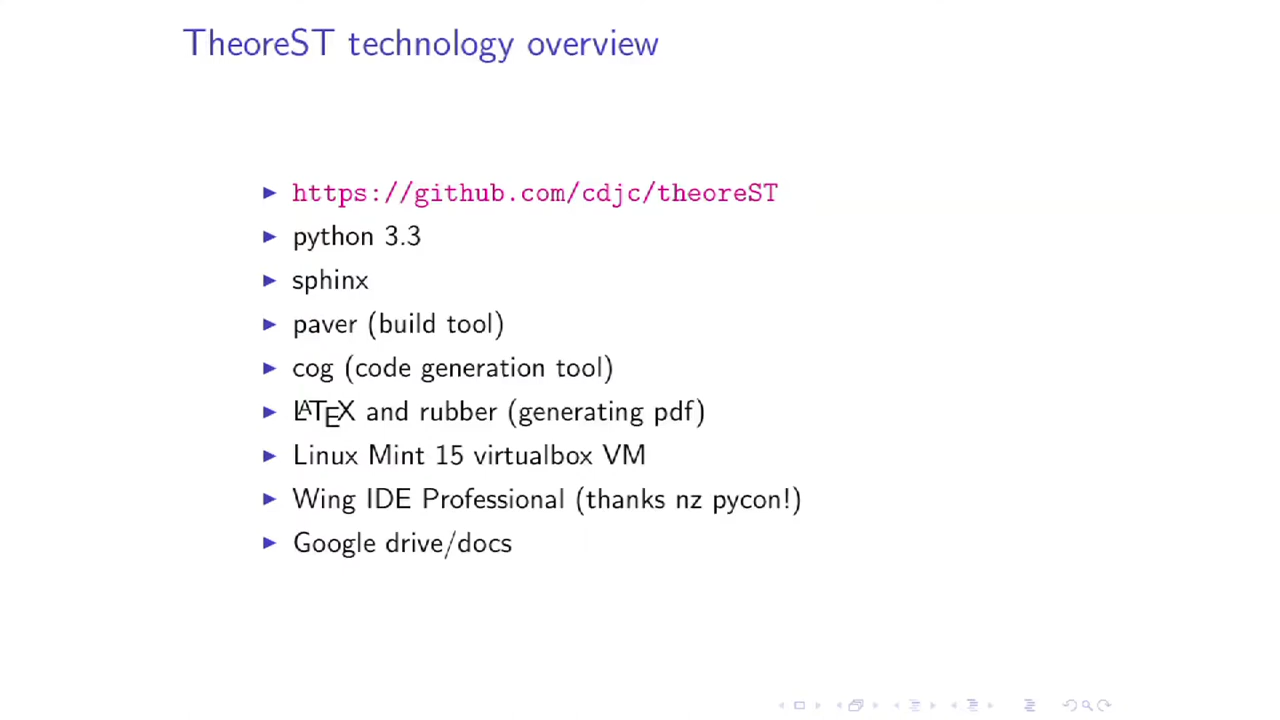 TheoreST technology overview
https://github.com/cdjc/theoreST
python 3.3
sphinx
paver (build tool)
cog (code generation tool)
LATEX and rubber (generating pdf)
Linux Mint 15 virtualbox VM
Wing IDE Professional (thanks nz pycon!)
Google drive/docs